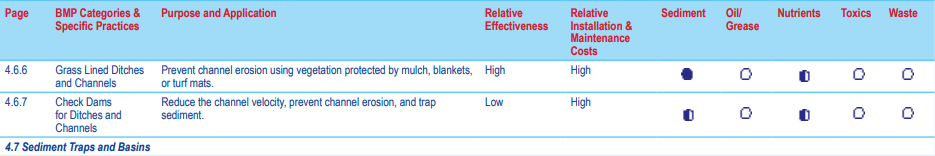 Page BMP Categories & Specific Practices Purpose and Application Relative Effectiveness Relative Installation & Maintenance Costs Sediment Oil/ Grease Nutrients Toxics Waste
4.6.6 Grass Lined Ditches and Channels Prevent channel erosion using vegetation protected by mulch, blankets, or turf mats. High High
4.6.7 Check Dams for Ditches and Channels Reduce the channel velocity, prevent channel erosion, and trap sediment. Low High
4.7 Sediment Traps and Basins